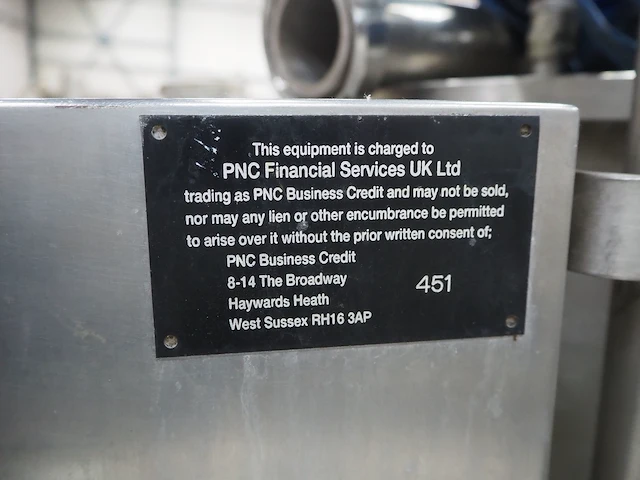 This equipment is charged to
PNC Financial Services UK Ltd
trading as PNC Business Credit and may not be sold,
nor may any lien or other encumbrance be permitted
to arise over it without the prior written consent of;
PNC Business Credit
8-14 The Broadway
Haywards Heath
West Sussex RH16 3AP
451